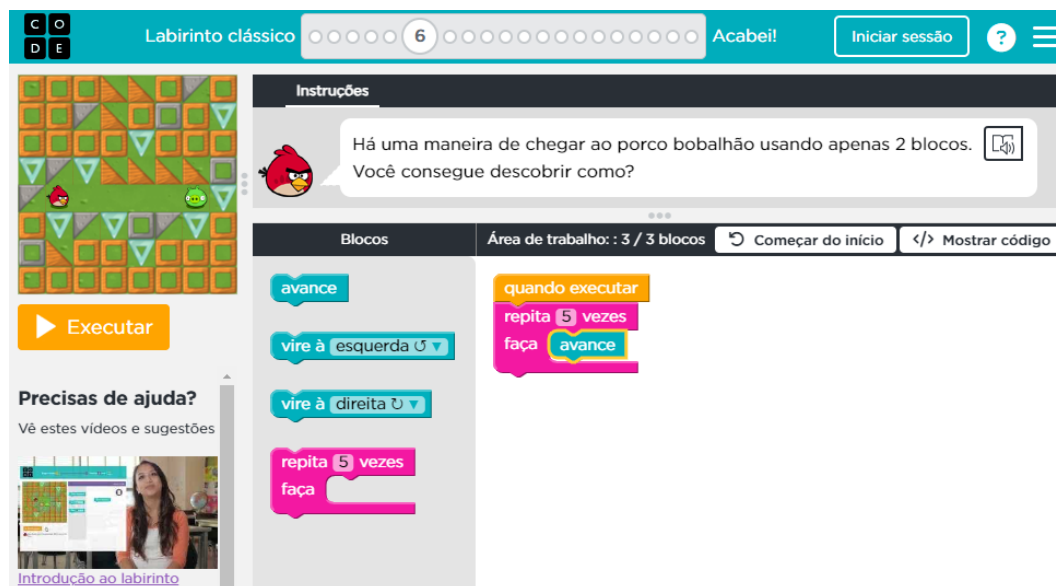 C O
D E
Labirinto clássico
6
Acabei!
Iniciar sessão
?
Instruções
Há uma maneira de chegar ao porco bobalhão usando apenas 2 blocos.
Você consegue descobrir como?
Blocos
Área de trabalho: : 3 / 3 blocos
Começar do início
</> Mostrar código
avance
vire à esquerda ↺ ▼
vire à direita ↻ ▼
repita 5 vezes
faça
quando executar
repita 5 vezes
faça avance
Executar
Precisas de ajuda?
Vê estes vídeos e sugestões
Introdução ao labirinto